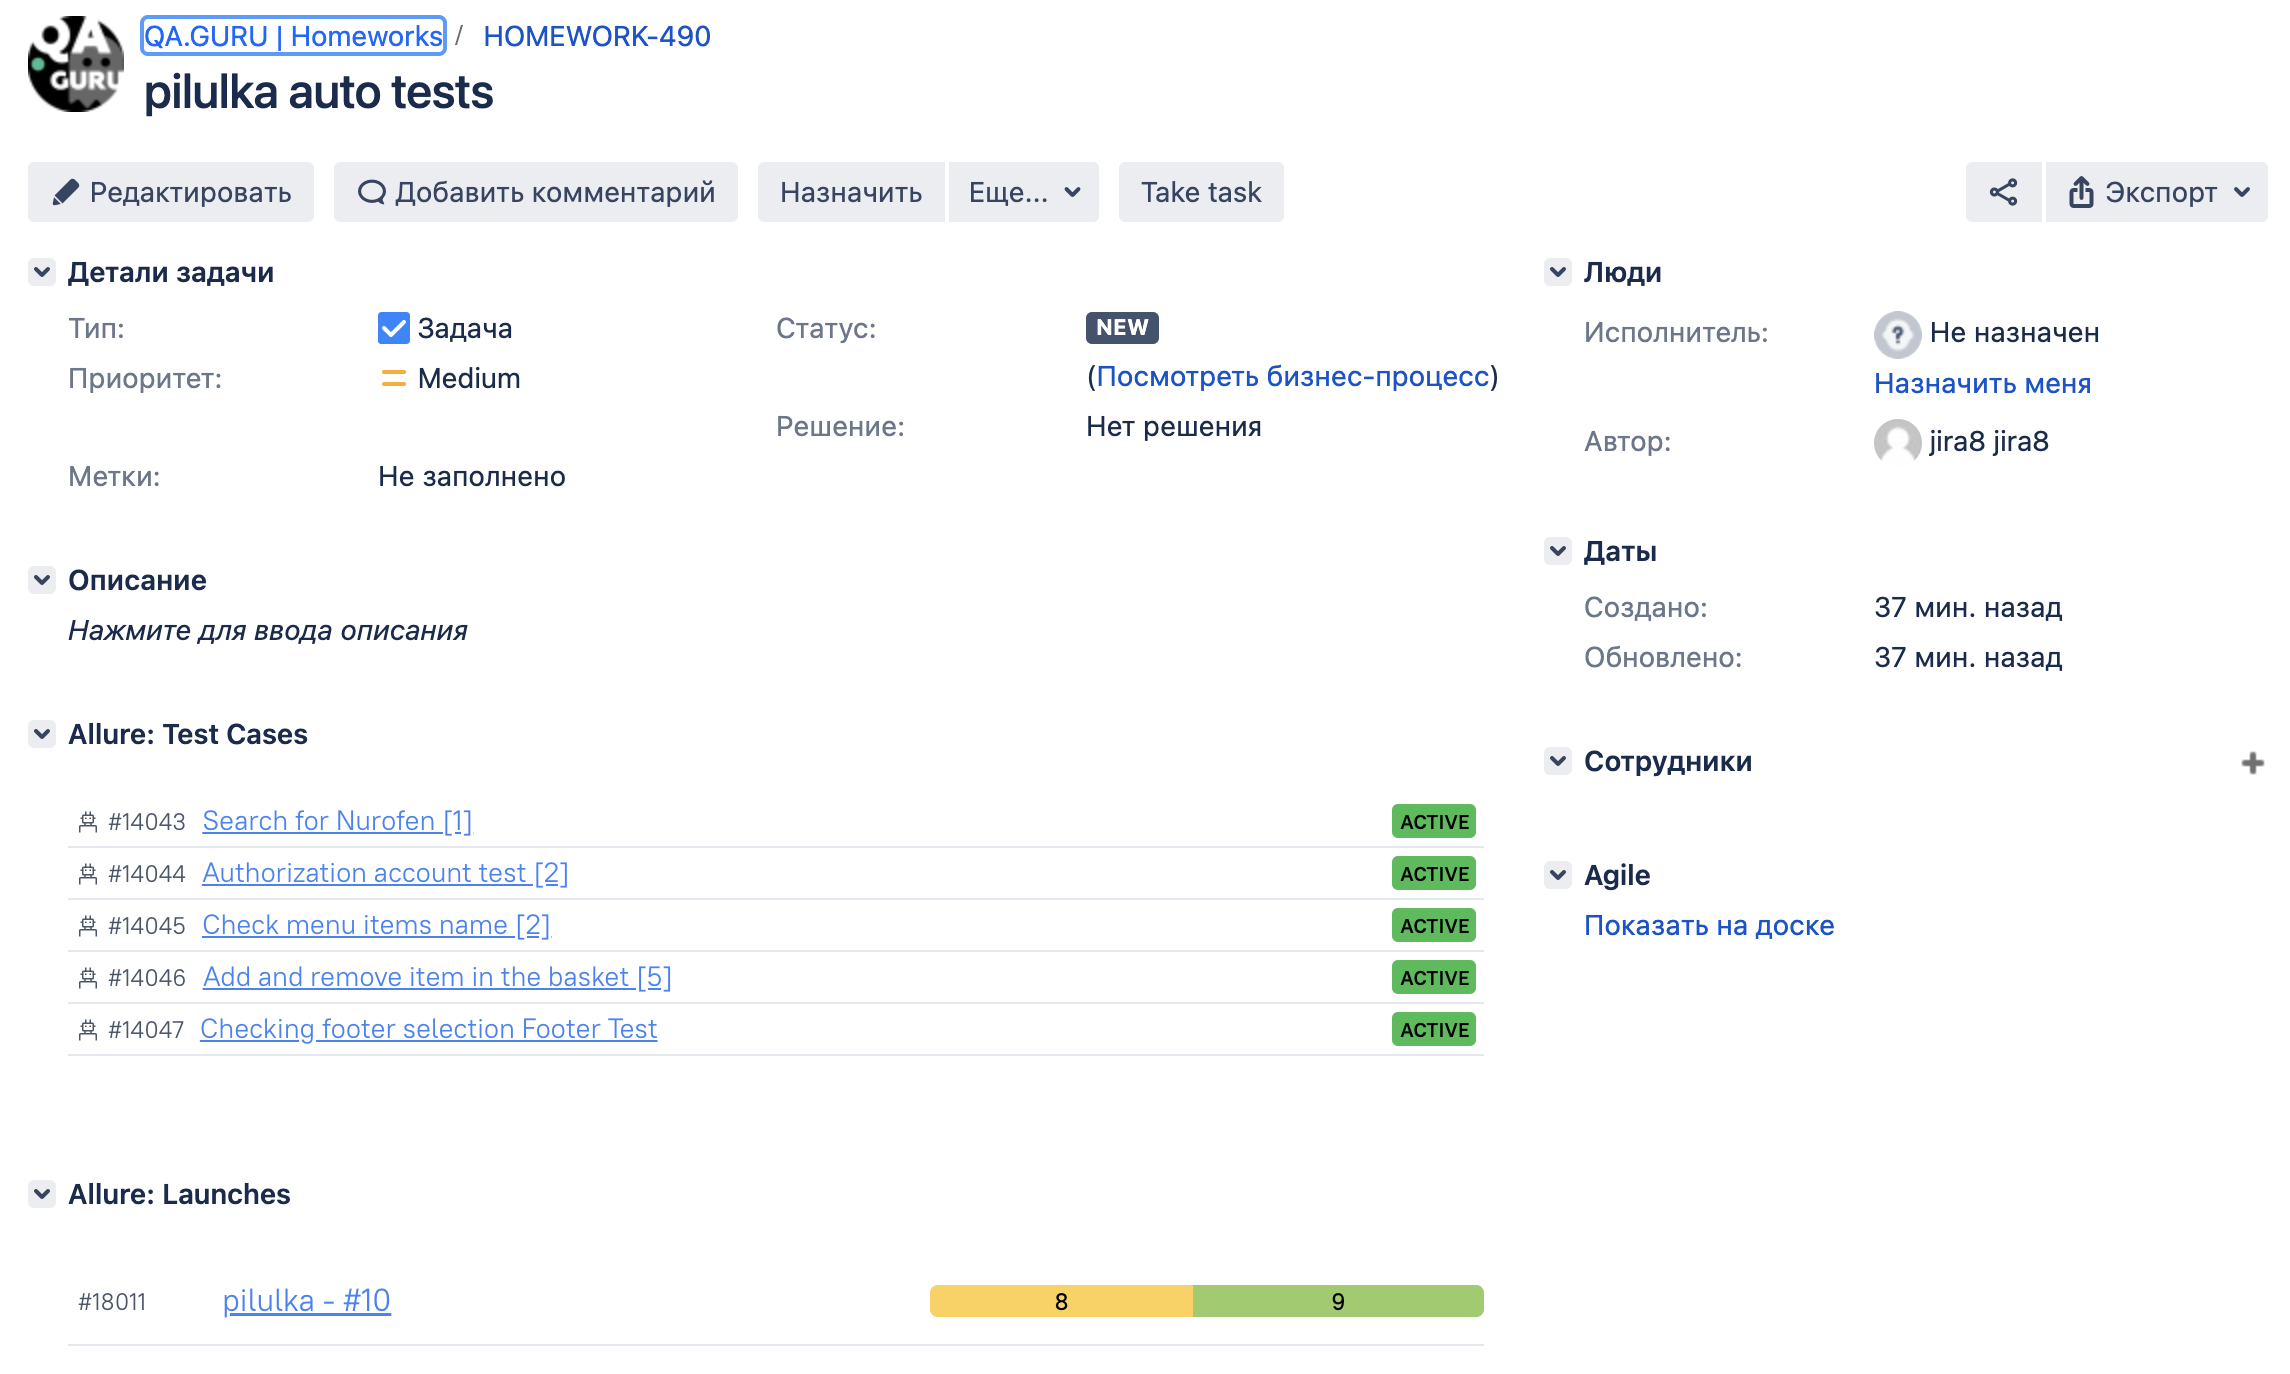 QA
GURU
QA.GURU | Homeworks / HOMEWORK-490
pilulka auto tests
Редактировать Добавить комментарий Назначить Еще... Take task Экспорт
Детали задачи
Тип: Задача
Приоритет: Medium
Метки: Не заполнено
Статус: NEW
(Посмотреть бизнес-процесс)
Решение: Нет решения
Описание
Нажмите для ввода описания
Allure: Test Cases
#14043 Search for Nurofen [1] ACTIVE
#14044 Authorization account test [2] ACTIVE
#14045 Check menu items name [2] ACTIVE
#14046 Add and remove item in the basket [5] ACTIVE
#14047 Checking footer selection Footer Test ACTIVE
Allure: Launches
#18011 pilulka - #10 8 9
Люди
Исполнитель: ? Не назначен
Назначить меня
Автор: jira8 jira8
Даты
Создано: 37 мин. назад
Обновлено: 37 мин. назад
Сотрудники
Agile
Показать на доске